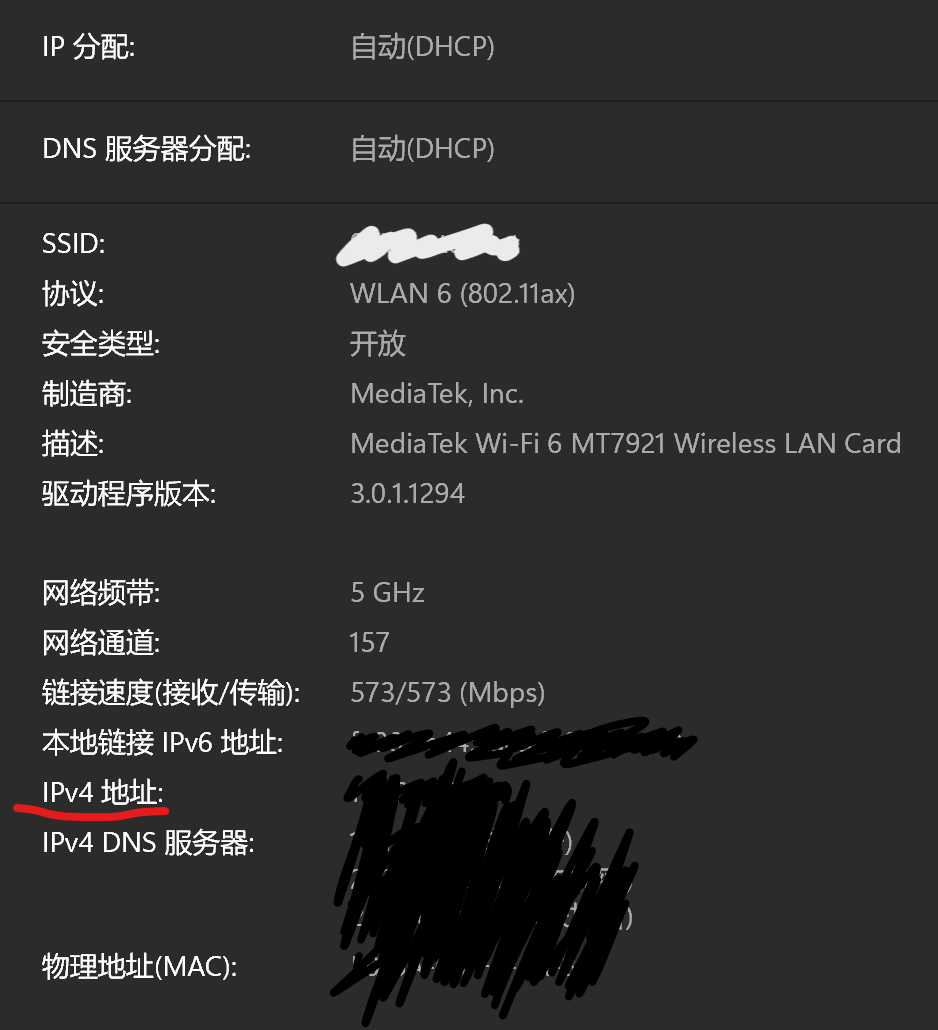 IP 分配: 自动(DHCP)
DNS 服务器分配: 自动(DHCP)
SSID:
协议: WLAN 6 (802.11ax)
安全类型: 开放
制造商: MediaTek, Inc.
描述: MediaTek Wi-Fi 6 MT7921 Wireless LAN Card
驱动程序版本: 3.0.1.1294
网络频带: 5 GHz
网络通道: 157
链接速度(接收/传输): 573/573 (Mbps)
本地链接 IPv6 地址:
IPv4 地址:
IPv4 DNS 服务器:
物理地址(MAC):